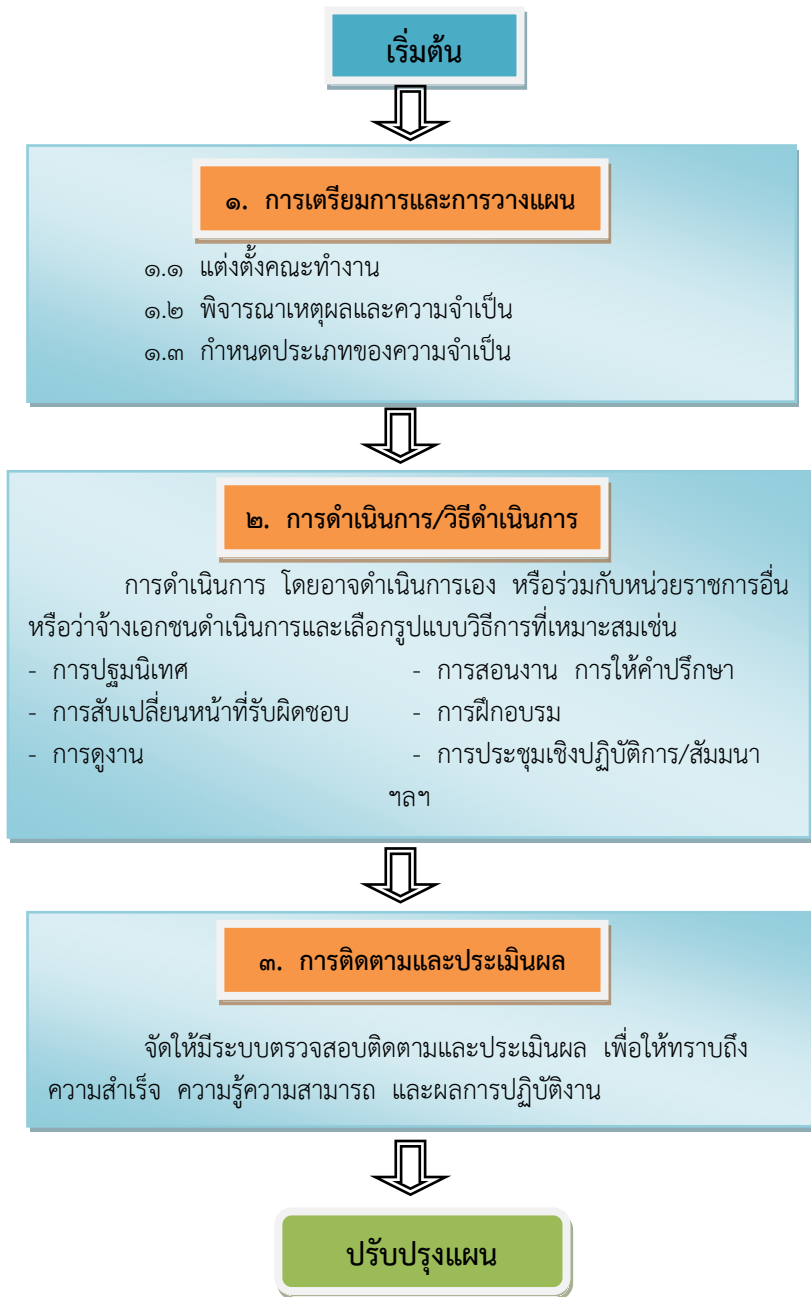 เริ่มต้น
๑. การเตรียมการและการวางแผน
๑.๑ แต่งตั้งคณะทำงาน
๑.๒ พิจารณาเหตุผลและความจำเป็น
๑.๓ กำหนดประเภทของความจำเป็น
๒. การดำเนินการ/วิธีดำเนินการ
การดำเนินการ โดยอาจดำเนินการเอง หรือร่วมกับหน่วยราชการอื่น
หรือว่าจ้างเอกชนดำเนินการและเลือกรูปแบบวิธีการที่เหมาะสมเช่น
- การปฐมนิเทศ - การสอนงาน การให้คำปรึกษา
- การสับเปลี่ยนหน้าที่รับผิดชอบ - การฝึกอบรม
- การดูงาน - การประชุมเชิงปฏิบัติการ/สัมมนา
ฯลฯ
๓. การติดตามและประเมินผล
จัดให้มีระบบตรวจสอบติดตามและประเมินผล เพื่อให้ทราบถึง
ความสำเร็จ ความรู้ความสามารถ และผลการปฏิบัติงาน
ปรับปรุงแผน